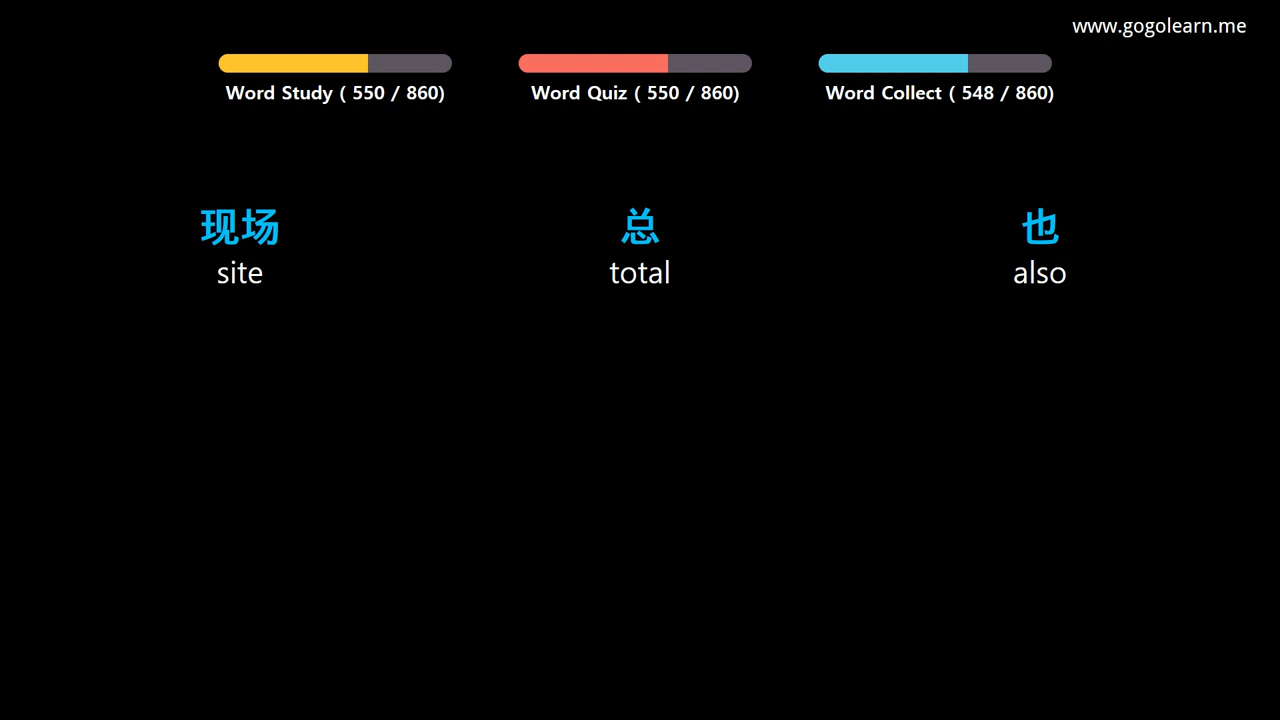 www.gogolearn.me
Word Study ( 550 / 860)
Word Quiz ( 550 / 860)
Word Collect ( 548 / 860)
现场
site
总
total
也
also